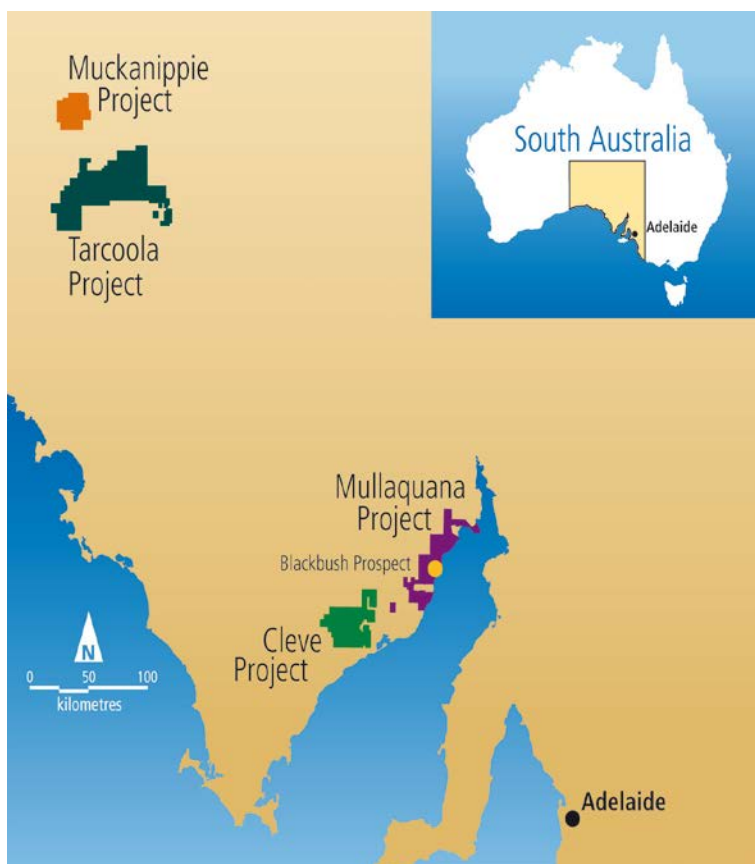 Muckanippie
Project
Tarcoola
Project
South Australia
Adelaide
Mullaquana
Project
Blackbush Prospect
Cleve
Project
N
0 50 100
kilometres
Adelaide